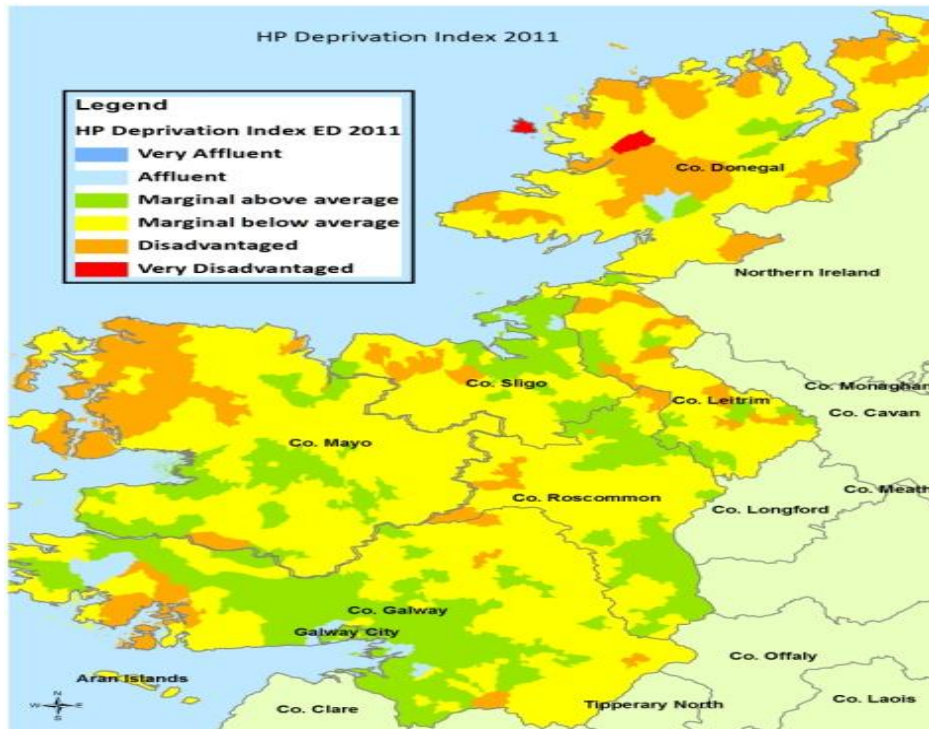 HP Deprivation Index 2011
Legend
HP Deprivation Index ED 2011
Very Affluent
Affluent
Marginal above average
Marginal below average
Disadvantaged
Very Disadvantaged
Co. Donegal
Northern Ireland
Co. Monaghan
Co. Sligo
Co. Leitrim
Co. Cavan
Co. Mayo
Co. Meath
Co. Roscommon
Co. Longford
Co. Galway
Galway City
Co. Offaly
Aran Islands
Co. Laois
Tipperary North
Co. Clare
N
W E
S